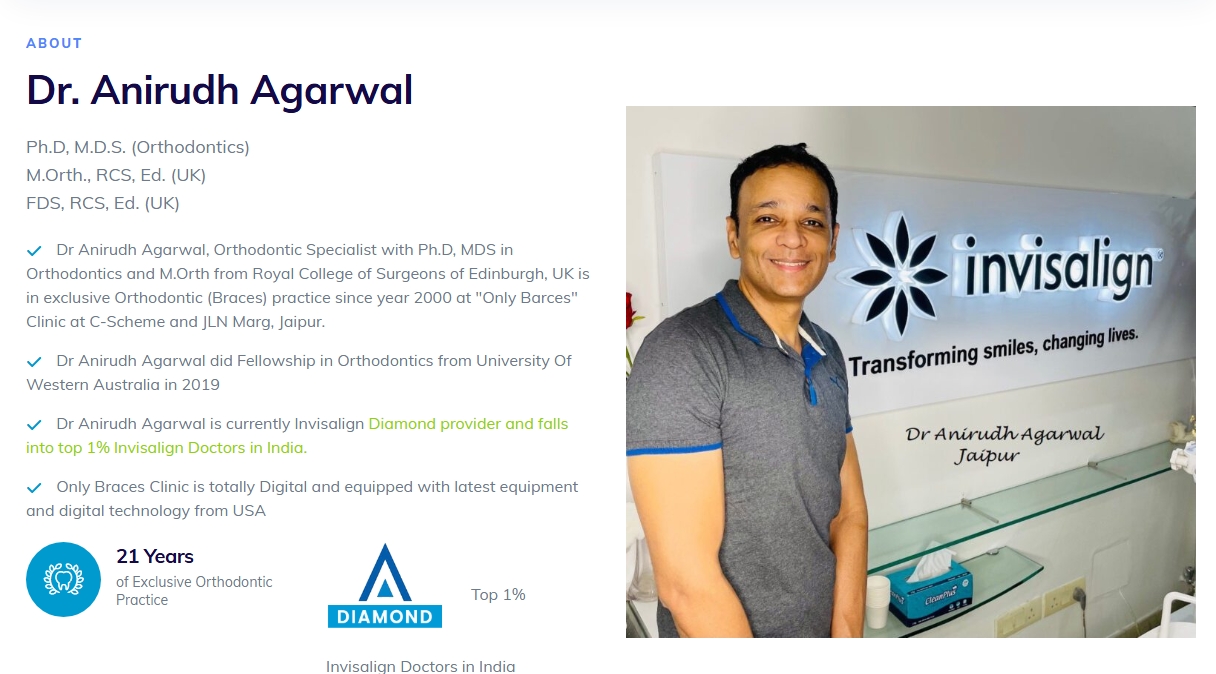 ABOUT
Dr. Anirudh Agarwal
Ph.D, M.D.S. (Orthodontics)
M.Orth., RCS, Ed. (UK)
FDS, RCS, Ed. (UK)
Dr Anirudh Agarwal, Orthodontic Specialist with Ph.D, MDS in
Orthodontics and M.Orth from Royal College of Surgeons of Edinburgh, UK is
in exclusive Orthodontic (Braces) practice since year 2000 at "Only Barces"
Clinic at C-Scheme and JLN Marg, Jaipur.
Dr Anirudh Agarwal did Fellowship in Orthodontics from University Of
Western Australia in 2019
Dr Anirudh Agarwal is currently Invisalign Diamond provider and falls
into top 1% Invisalign Doctors in India.
Only Braces Clinic is totally Digital and equipped with latest equipment
and digital technology from USA
21 Years
of Exclusive Orthodontic
Practice
DIAMOND
Top 1%
Invisalign Doctors in India
invisalign
Transforming smiles, changing lives.
Dr Anirudh Agarwal
Jaipur
CleanPlus